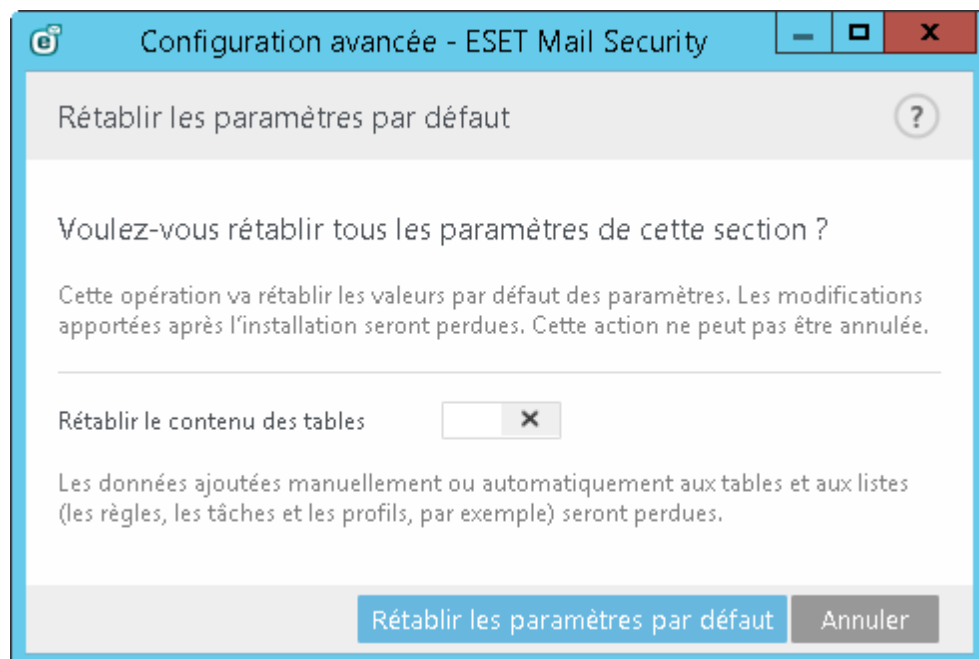 Configuration avancée - ESET Mail Security
Rétablir les paramètres par défaut
?
Voulez-vous rétablir tous les paramètres de cette section ?
Cette opération va rétablir les valeurs par défaut des paramètres. Les modifications
apportées après l'installation seront perdues. Cette action ne peut pas être annulée.
Rétablir le contenu des tables
Les données ajoutées manuellement ou automatiquement aux tables et aux listes
(les règles, les tâches et les profils, par exemple) seront perdues.
Rétablir les paramètres par défaut Annuler